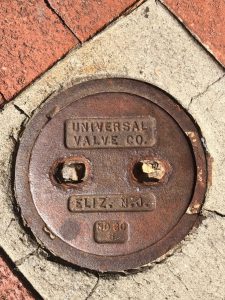 UNIVERSAL
VALVE CO.
ELIZ. N.J.
NO 60